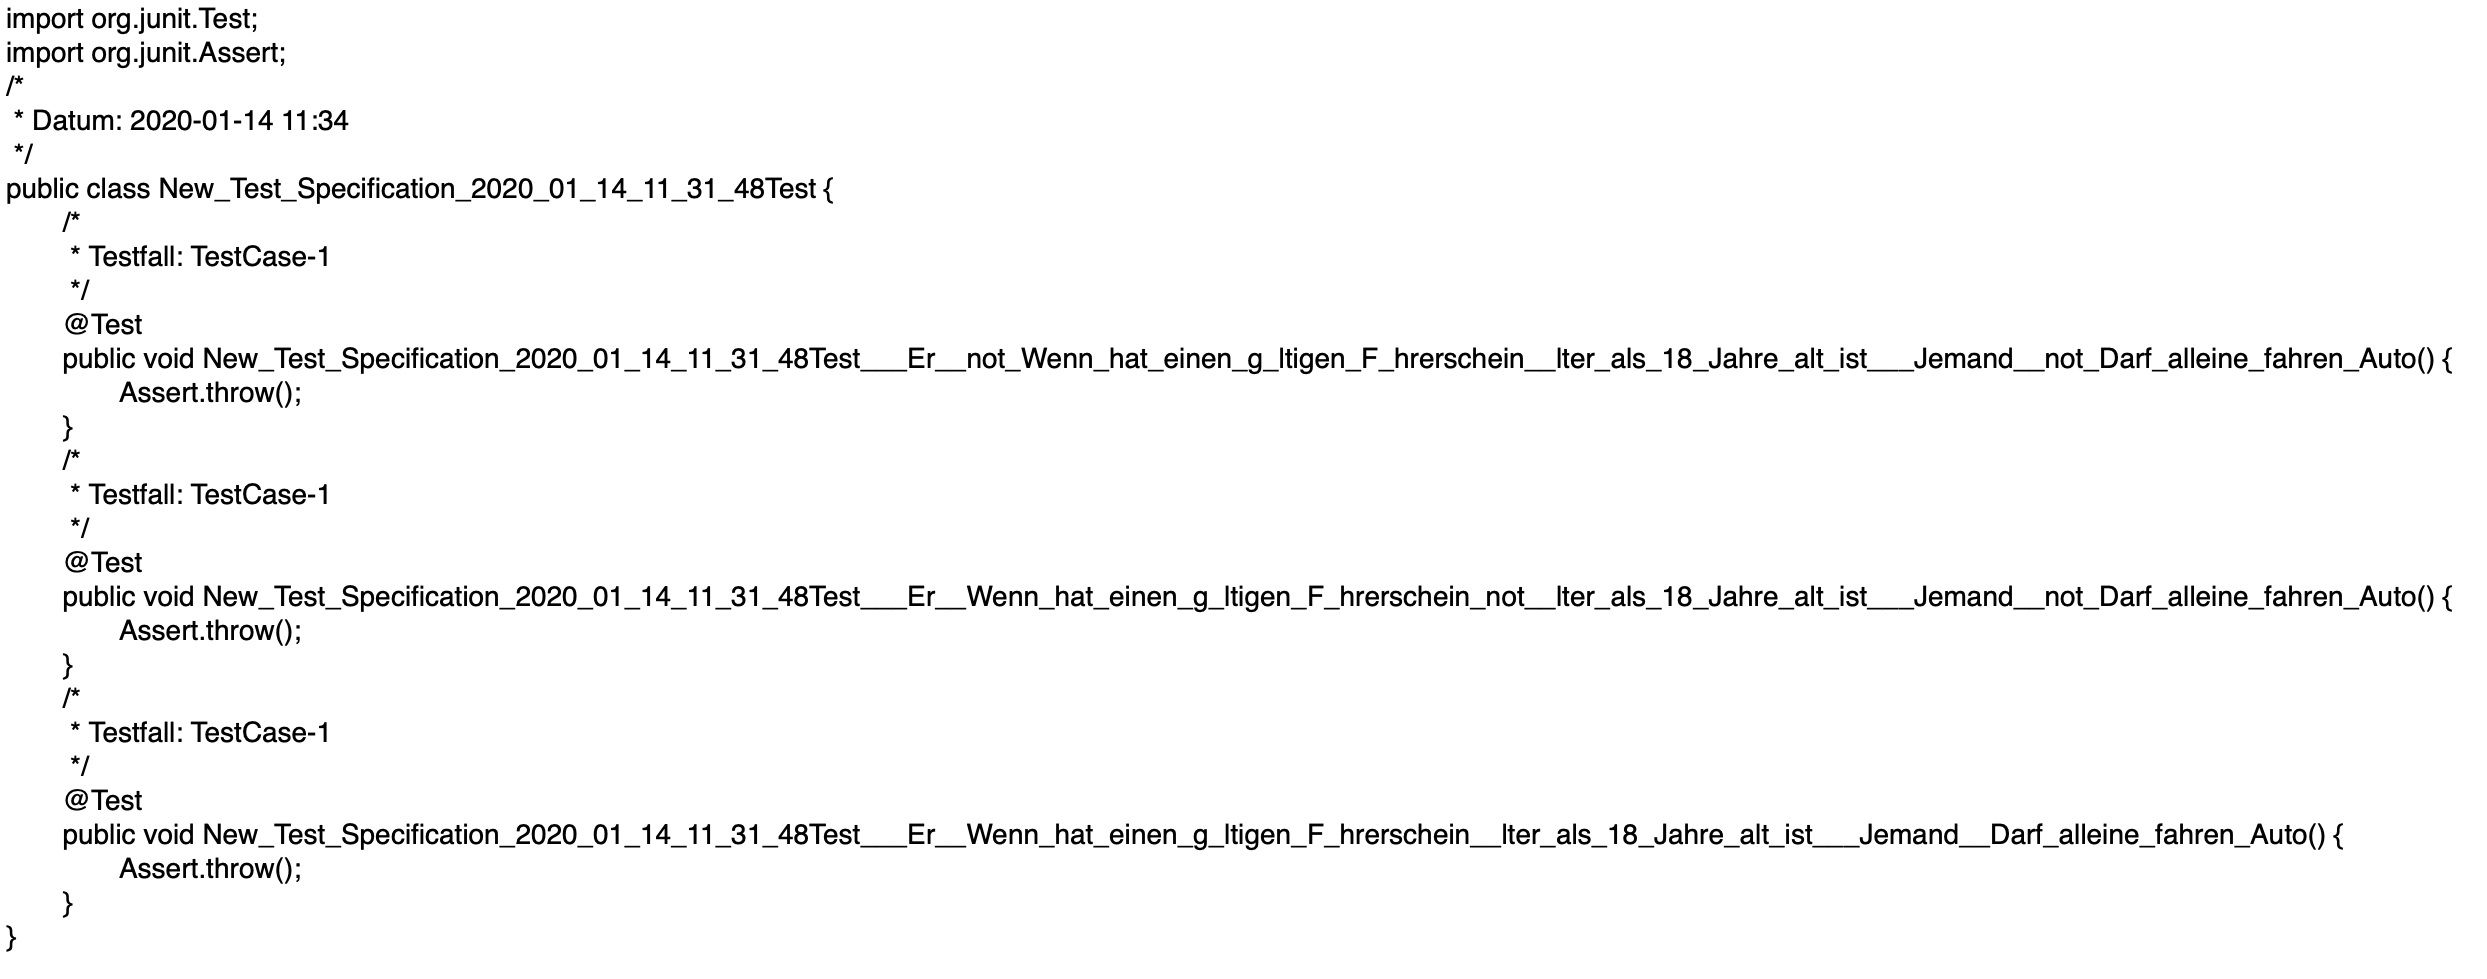 import org.junit.Test;
import org.junit.Assert;
/*
 * Datum: 2020-01-14 11:34
 */
public class New_Test_Specification_2020_01_14_11_31_48Test {
	/*
	 * Testfall: TestCase-1
	 */
	@Test
	public void New_Test_Specification_2020_01_14_11_31_48Test___Er__not_Wenn_hat_einen_g_ltigen_F_hrerschein__lter_als_18_Jahre_alt_ist___Jemand__not_Darf_alleine_fahren_Auto() {
		Assert.throw();
	}
	/*
	 * Testfall: TestCase-1
	 */
	@Test
	public void New_Test_Specification_2020_01_14_11_31_48Test___Er__Wenn_hat_einen_g_ltigen_F_hrerschein_not__lter_als_18_Jahre_alt_ist___Jemand__not_Darf_alleine_fahren_Auto() {
		Assert.throw();
	}
	/*
	 * Testfall: TestCase-1
	 */
	@Test
	public void New_Test_Specification_2020_01_14_11_31_48Test___Er__Wenn_hat_einen_g_ltigen_F_hrerschein__lter_als_18_Jahre_alt_ist___Jemand__Darf_alleine_fahren_Auto() {
		Assert.throw();
	}
}